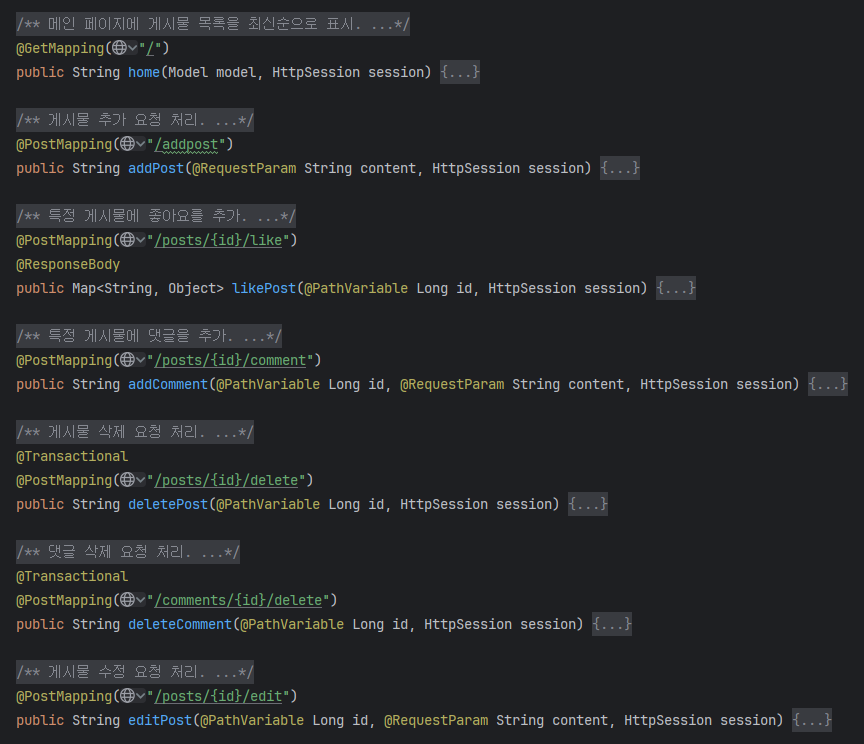 /** 메인 페이지에 게시물 목록을 최신순으로 표시. ...*/
@GetMapping("/")
public String home(Model model, HttpSession session) {...}
/** 게시물 추가 요청 처리. ...*/
@PostMapping("/addpost")
public String addPost(@RequestParam String content, HttpSession session) {...}
/** 특정 게시물에 좋아요를 추가. ...*/
@PostMapping("/posts/{id}/like")
@ResponseBody
public Map<String, Object> likePost(@PathVariable Long id, HttpSession session) {...}
/** 특정 게시물에 댓글을 추가. ...*/
@PostMapping("/posts/{id}/comment")
public String addComment(@PathVariable Long id, @RequestParam String content, HttpSession session) {...}
/** 게시물 삭제 요청 처리. ...*/
@Transactional
@PostMapping("/posts/{id}/delete")
public String deletePost(@PathVariable Long id, HttpSession session) {...}
/** 댓글 삭제 요청 처리. ...*/
@Transactional
@PostMapping("/comments/{id}/delete")
public String deleteComment(@PathVariable Long id, HttpSession session) {...}
/** 게시물 수정 요청 처리. ...*/
@PostMapping("/posts/{id}/edit")
public String editPost(@PathVariable Long id, @RequestParam String content, HttpSession session) {...}